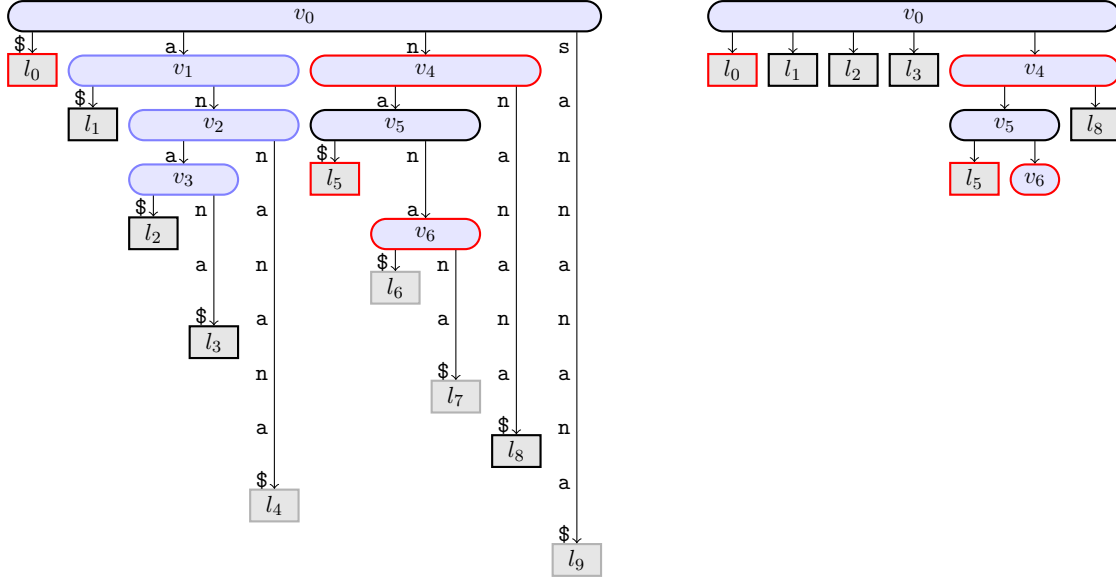 v0 v0
$ a n s
l0 v1 v4 a l0 l1 l2 l3 v4
$ n a n
l1 v2 v5 n v5 l8
a n $ n a
v3 l5 a n l5 v6
$ n a a v6 n a
l2 a n $ n a n
l6
$ a a n a
l3
n $ a n
l7
a $ a
l8
$ a
l4
$
l9